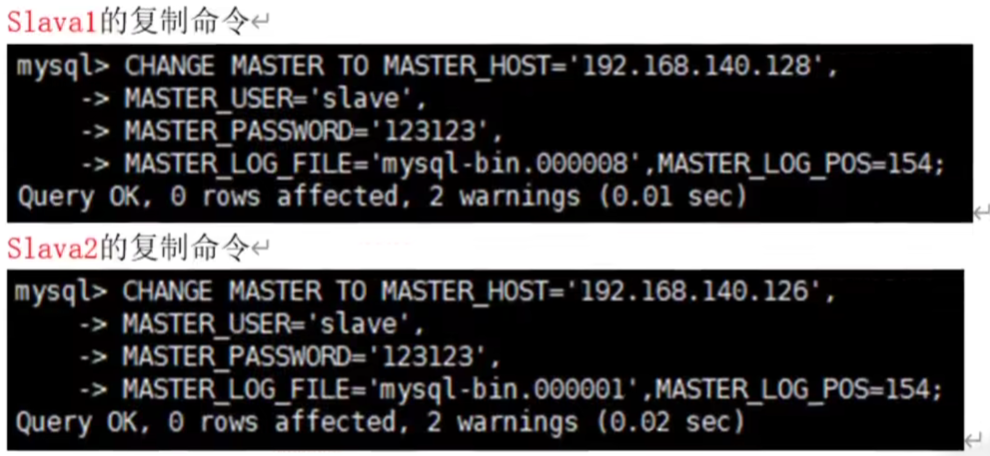 Slava1的复制命令↵
mysql> CHANGE MASTER TO MASTER_HOST='192.168.140.128',
-> MASTER_USER='slave',
-> MASTER_PASSWORD='123123',
-> MASTER_LOG_FILE='mysql-bin.000008',MASTER_LOG_POS=154;
Query OK, 0 rows affected, 2 warnings (0.01 sec)
Slava2的复制命令↵
mysql> CHANGE MASTER TO MASTER_HOST='192.168.140.126',
-> MASTER_USER='slave',
-> MASTER_PASSWORD='123123',
-> MASTER_LOG_FILE='mysql-bin.000001',MASTER_LOG_POS=154;
Query OK, 0 rows affected, 2 warnings (0.02 sec)